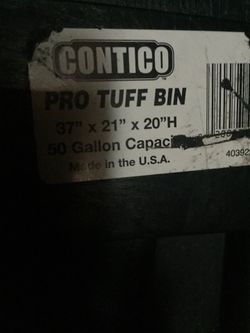 CONTICO
PRO TUFF BIN
37" x 21" x 20"H
50 Gallon
Made in the U.S.A.